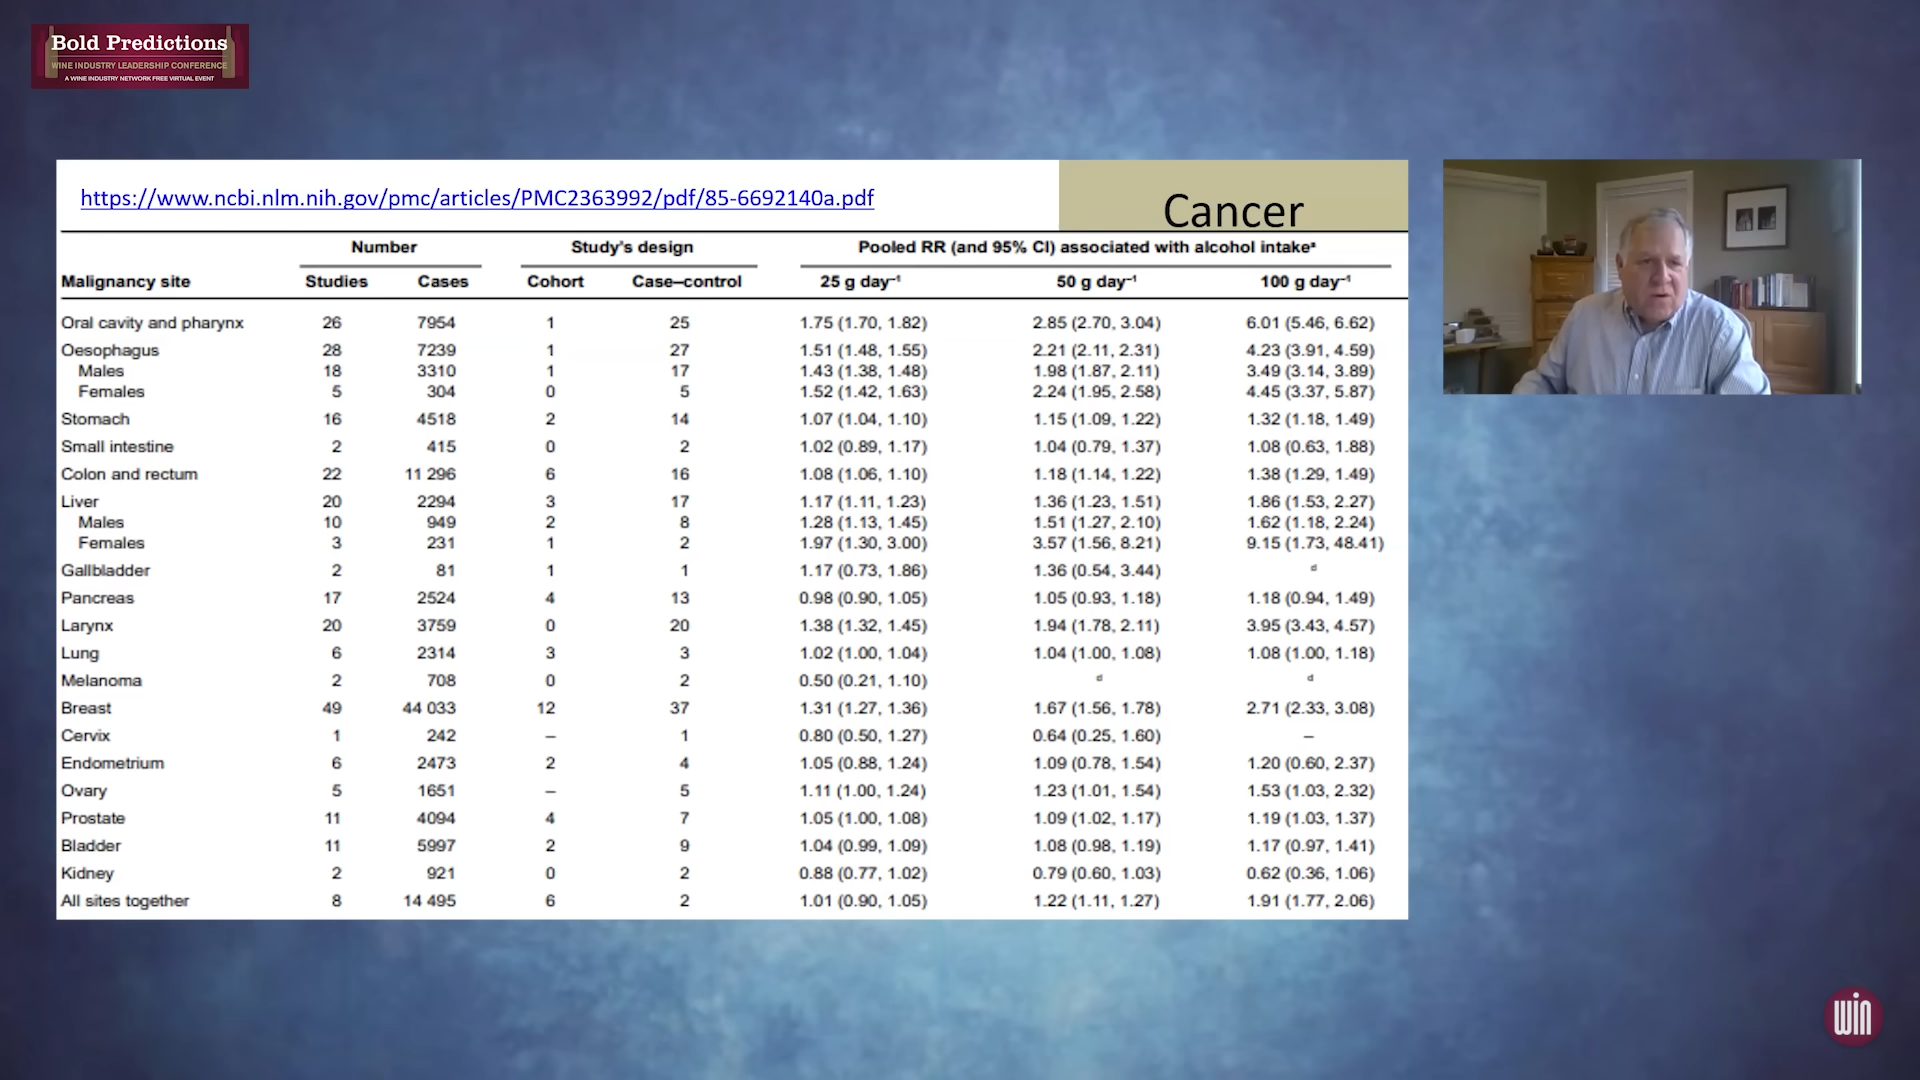 Bold Predictions
WINE INDUSTRY LEADERSHIP CONFERENCE
A WINE INDUSTRY NETWORK FREE VIRTUAL EVENT
https://www.ncbi.nlm.nih.gov/pmc/articles/PMC2363992/pdf/85-6692140a.pdf
Cancer
Number Study's design Pooled RR (and 95% CI) associated with alcohol intakeᵃ
Malignancy site Studies Cases Cohort Case–control 25 g day⁻¹ 50 g day⁻¹ 100 g day⁻¹
Oral cavity and pharynx 26 7954 1 25 1.75 (1.70, 1.82) 2.85 (2.70, 3.04) 6.01 (5.46, 6.62)
Oesophagus 28 7239 1 27 1.51 (1.48, 1.55) 2.21 (2.11, 2.31) 4.23 (3.91, 4.59)
Males 18 3310 1 17 1.43 (1.38, 1.48) 1.98 (1.87, 2.11) 3.49 (3.14, 3.89)
Females 5 304 0 5 1.52 (1.42, 1.63) 2.24 (1.95, 2.58) 4.45 (3.37, 5.87)
Stomach 16 4518 2 14 1.07 (1.04, 1.10) 1.15 (1.09, 1.22) 1.32 (1.18, 1.49)
Small intestine 2 415 0 2 1.02 (0.89, 1.17) 1.04 (0.79, 1.37) 1.08 (0.63, 1.88)
Colon and rectum 22 11 296 6 16 1.08 (1.06, 1.10) 1.18 (1.14, 1.22) 1.38 (1.29, 1.49)
Liver 20 2294 3 17 1.17 (1.11, 1.23) 1.36 (1.23, 1.51) 1.86 (1.53, 2.27)
Males 10 949 2 8 1.28 (1.13, 1.45) 1.51 (1.27, 2.10) 1.62 (1.18, 2.24)
Females 3 231 1 2 1.97 (1.30, 3.00) 3.57 (1.56, 8.21) 9.15 (1.73, 48.41)
Gallbladder 2 81 1 1 1.17 (0.73, 1.86) 1.36 (0.54, 3.44) ᵈ
Pancreas 17 2524 4 13 0.98 (0.90, 1.05) 1.05 (0.93, 1.18) 1.18 (0.94, 1.49)
Larynx 20 3759 0 20 1.38 (1.32, 1.45) 1.94 (1.78, 2.11) 3.95 (3.43, 4.57)
Lung 6 2314 3 3 1.02 (1.00, 1.04) 1.04 (1.00, 1.08) 1.08 (1.00, 1.18)
Melanoma 2 708 0 2 0.50 (0.21, 1.10) ᵈ ᵈ
Breast 49 44 033 12 37 1.31 (1.27, 1.36) 1.67 (1.56, 1.78) 2.71 (2.33, 3.08)
Cervix 1 242 – 1 0.80 (0.50, 1.27) 0.64 (0.25, 1.60) –
Endometrium 6 2473 2 4 1.05 (0.88, 1.24) 1.09 (0.78, 1.54) 1.20 (0.60, 2.37)
Ovary 5 1651 – 5 1.11 (1.00, 1.24) 1.23 (1.01, 1.54) 1.53 (1.03, 2.32)
Prostate 11 4094 4 7 1.05 (1.00, 1.08) 1.09 (1.02, 1.17) 1.19 (1.03, 1.37)
Bladder 11 5997 2 9 1.04 (0.99, 1.09) 1.08 (0.98, 1.19) 1.17 (0.97, 1.41)
Kidney 2 921 0 2 0.88 (0.77, 1.02) 0.79 (0.60, 1.03) 0.62 (0.36, 1.06)
All sites together 8 14 495 6 2 1.01 (0.90, 1.05) 1.22 (1.11, 1.27) 1.91 (1.77, 2.06)
win